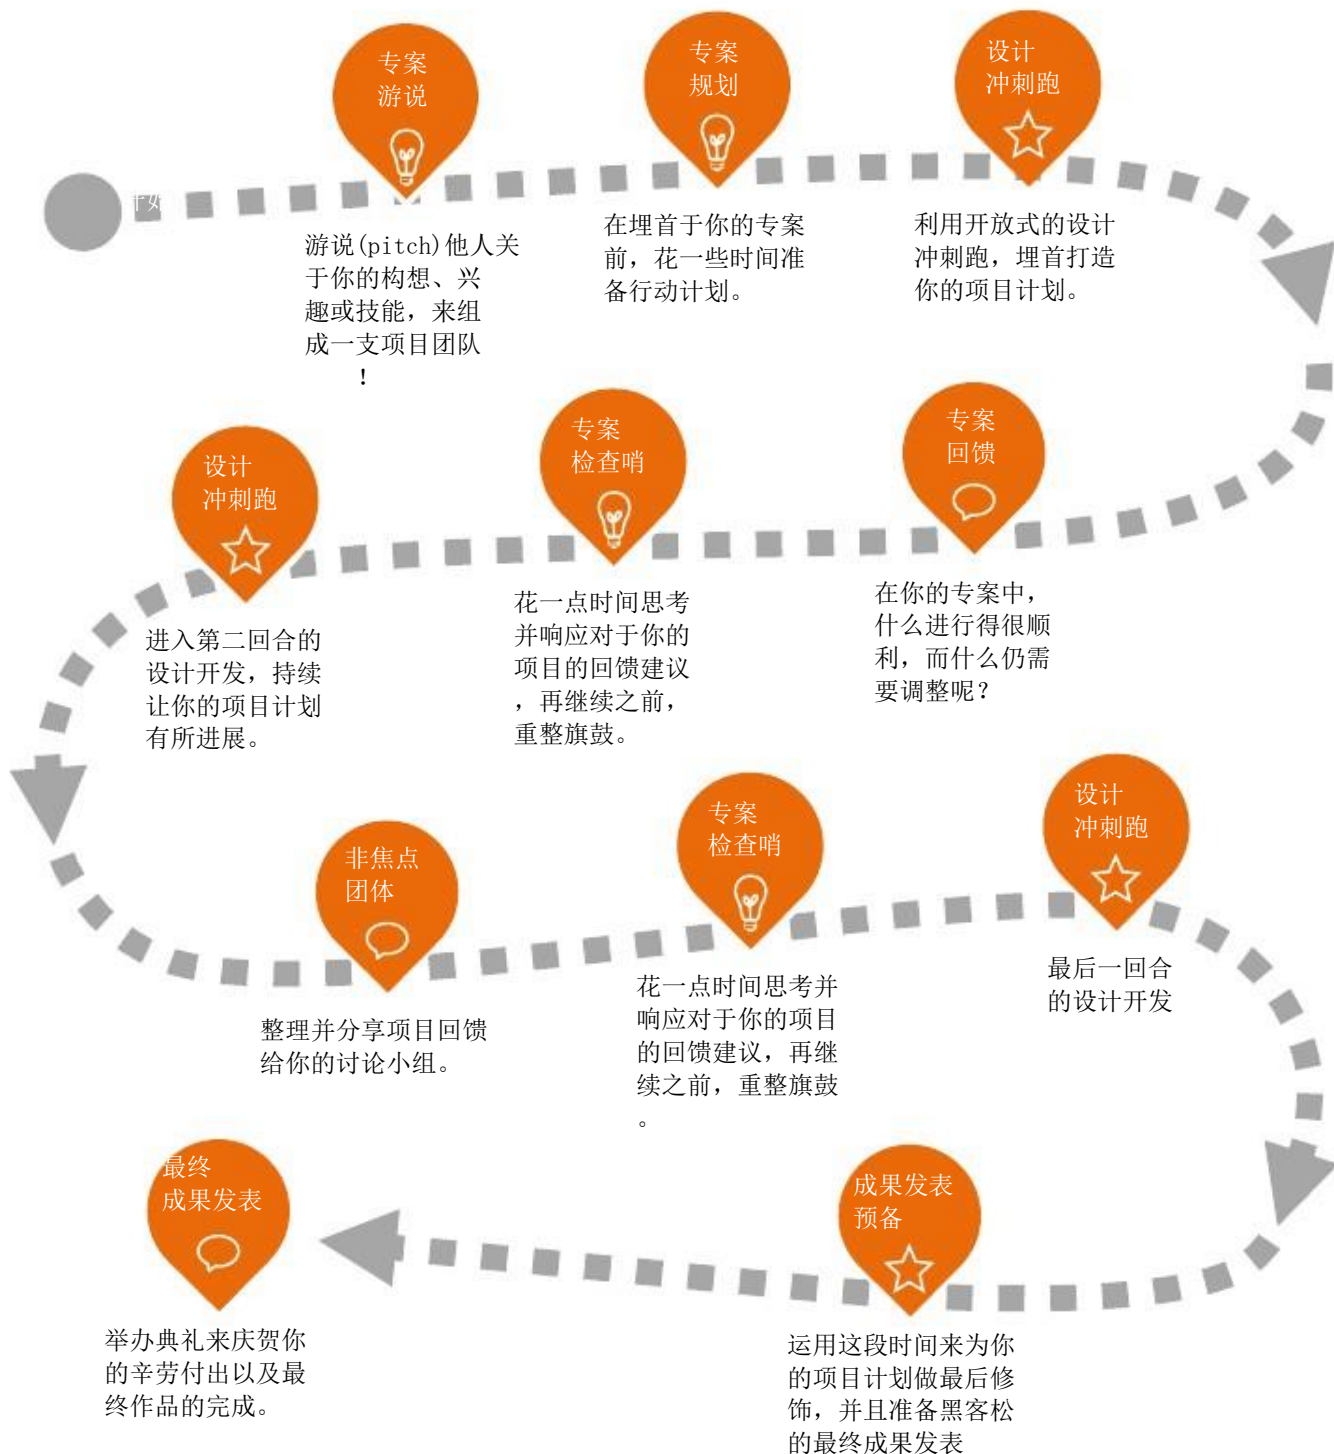 开始
专案
游说
游说(pitch)他人关
于你的构想、兴
趣或技能，来组
成一支项目团队
！
专案
规划
在埋首于你的专案
前，花一些时间准
备行动计划。
设计
冲刺跑
利用开放式的设计
冲刺跑，埋首打造
你的项目计划。
专案
回馈
在你的专案中，
什么进行得很顺
利，而什么仍需
要调整呢？
专案
检查哨
花一点时间思考
并响应对于你的
项目的回馈建议
，再继续之前，
重整旗鼓。
设计
冲刺跑
进入第二回合的
设计开发，持续
让你的项目计划
有所进展。
非焦点
团体
整理并分享项目回馈
给你的讨论小组。
专案
检查哨
花一点时间思考并
响应对于你的项目
的回馈建议，再继
续之前，重整旗鼓
。
设计
冲刺跑
最后一回合
的设计开发
成果发表
预备
运用这段时间来为你
的项目计划做最后修
饰，并且准备黑客松
的最终成果发表
最终
成果发表
举办典礼来庆贺你
的辛劳付出以及最
终作品的完成。